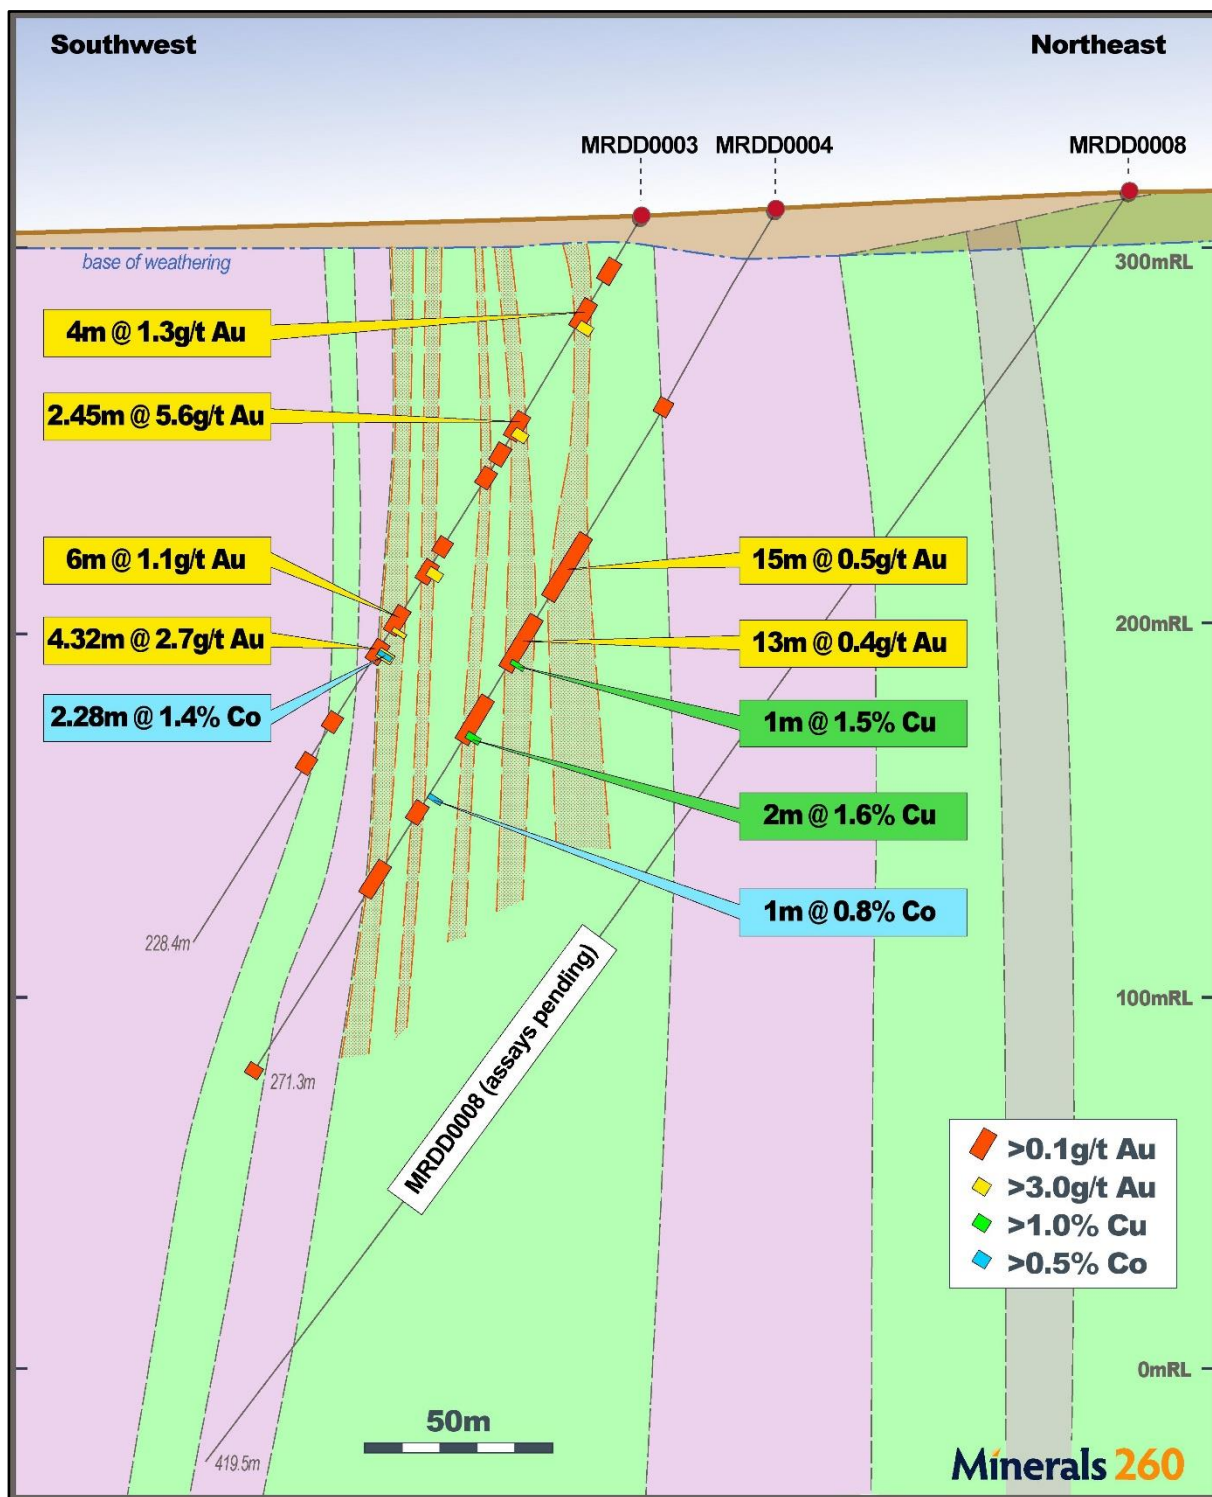 Southwest
Northeast
MRDD0003
MRDD0004
MRDD0008
base of weathering
300mRL
4m @ 1.3g/t Au
2.45m @ 5.6g/t Au
6m @ 1.1g/t Au
15m @ 0.5g/t Au
200mRL
4.32m @ 2.7g/t Au
13m @ 0.4g/t Au
2.28m @ 1.4% Co
1m @ 1.5% Cu
2m @ 1.6% Cu
1m @ 0.8% Co
228.4m
MRDD0008 (assays pending)
100mRL
271.3m
>0.1g/t Au
>3.0g/t Au
>1.0% Cu
>0.5% Co
0mRL
50m
419.5m
Minerals 260